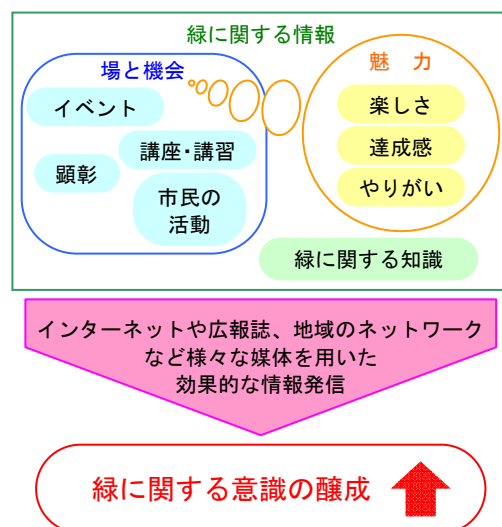 緑に関する情報
場と機会
イベント
講座・講習
顕彰
市民の
活動
魅　力
楽しさ
達成感
やりがい
緑に関する知識
インターネットや広報誌、地域のネットワーク
など様々な媒体を用いた
効果的な情報発信
緑に関する意識の醸成